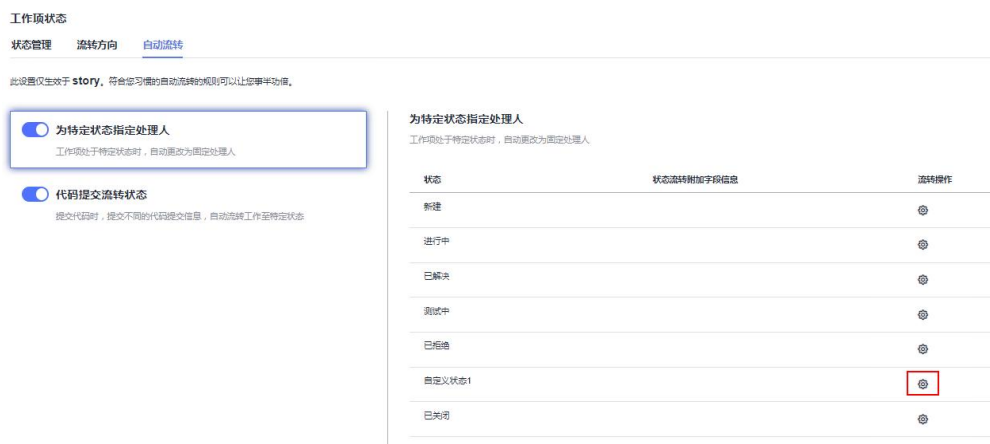 工作项状态
状态管理 流转方向 自动流转
此设置仅生效于 story。符合您习惯的自动流转的规则可以让您事半功倍。
为特定状态指定处理人
工作项处于特定状态时，自动更改为固定处理人
代码提交流转状态
提交代码时，提交不同的代码提交信息，自动流转工作至特定状态
为特定状态指定处理人
工作项处于特定状态时，自动更改为固定处理人
状态 状态流转附加字段信息 流转操作
新建
进行中
已解决
测试中
已拒绝
自定义状态1
已关闭